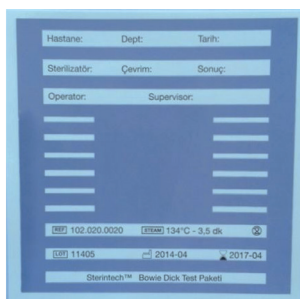 Hastane: Dept: Tarih:
Sterilizatör: Çevrim: Sonuç:
Operator: Supervisor:
REF 102.020.0020 STEAM 134°C - 3,5 dk
LOT 11405 2014-04 2017-04
Sterintech™ Bowie Dick Test Paketi